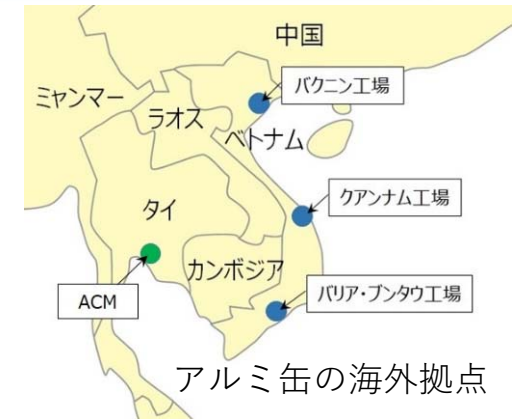 中国
バクニン工場
ミャンマー
ラオス
ベトナム
クアンナム工場
タイ
カンボジア
ACM
バリア・ブンタウ工場
アルミ缶の海外拠点